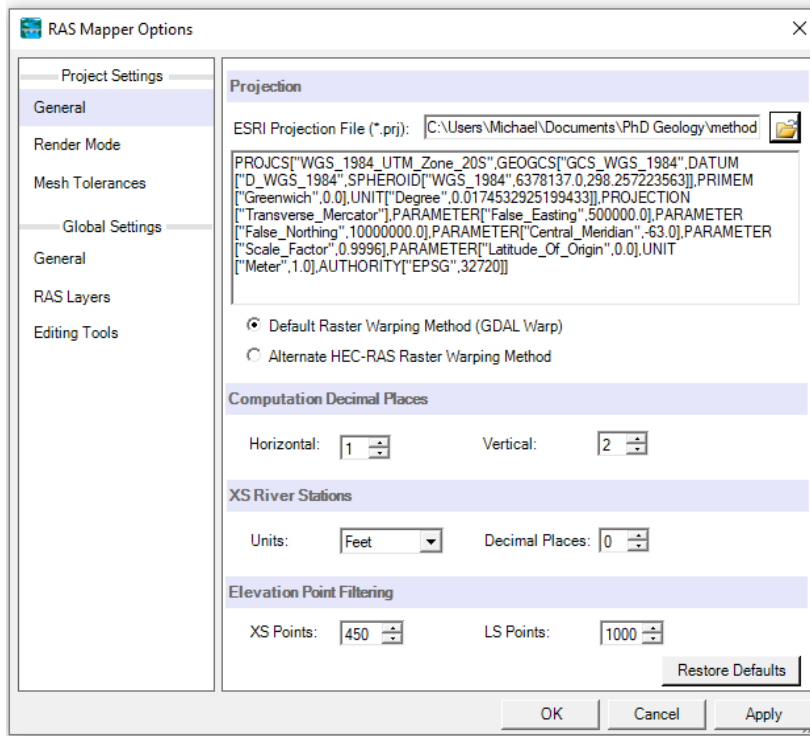 RAS Mapper Options
Project Settings
General
Render Mode
Mesh Tolerances
Global Settings
General
RAS Layers
Editing Tools
Projection
ESRI Projection File (*.prj): C:\Users\Michael\Documents\PhD Geology\method
PROJCS["WGS_1984_UTM_Zone_20S",GEOGCS["GCS_WGS_1984",DATUM
["D_WGS_1984",SPHEROID["WGS_1984",6378137.0,298.257223563]],PRIMEM
["Greenwich",0.0],UNIT["Degree",0.0174532925199433]],PROJECTION
["Transverse_Mercator"],PARAMETER["False_Easting",500000.0],PARAMETER
["False_Northing",10000000.0],PARAMETER["Central_Meridian",-63.0],PARAMETER
["Scale_Factor",0.9996],PARAMETER["Latitude_Of_Origin",0.0],UNIT
["Meter",1.0],AUTHORITY["EPSG",32720]]
Default Raster Warping Method (GDAL Warp)
Alternate HEC-RAS Raster Warping Method
Computation Decimal Places
Horizontal: 1 Vertical: 2
XS River Stations
Units: Feet Decimal Places: 0
Elevation Point Filtering
XS Points: 450 LS Points: 1000
Restore Defaults
OK Cancel Apply